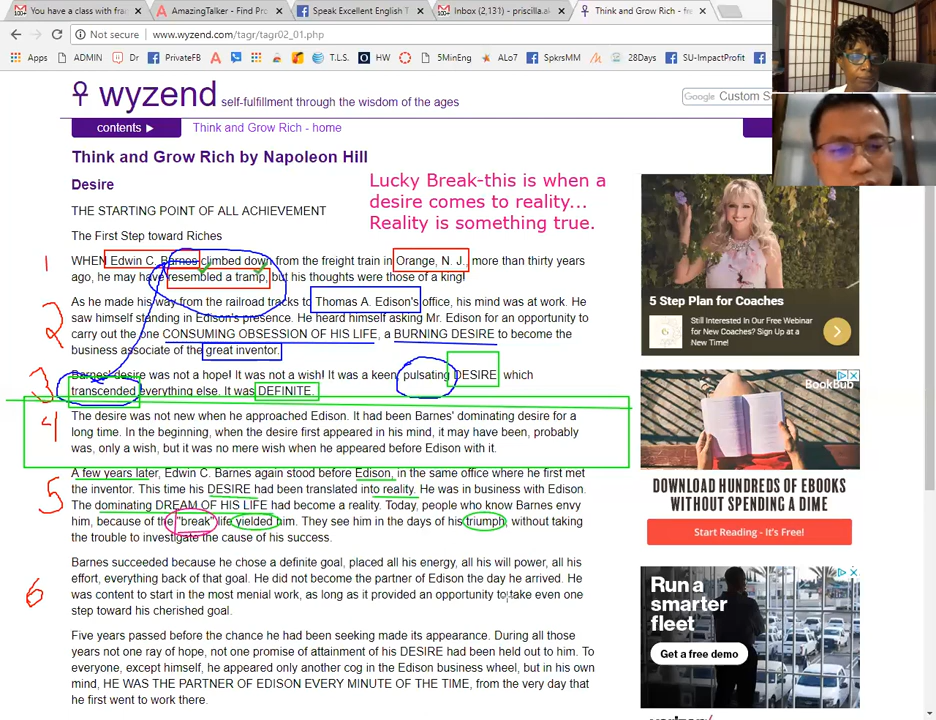 You have a class with fra
AmazingTalker - Find Pro
Speak Excellent English T
Inbox (2,131) - priscilla.al
Think and Grow Rich - fre
Not secure
www.wyzend.com/tagr/tagr02_01.php
Apps
ADMIN
Dr
PrivateFB
T.L.S.
OX
HW
5MinEng
ALo7
SpkrsMM
28Days
SU-ImpactProfit
wyzend self-fulfillment through the wisdom of the ages
Google Custom S
contents
Think and Grow Rich - home
Think and Grow Rich by Napoleon Hill
Desire
Lucky Break-this is when a
desire comes to reality...
Reality is something true.
THE STARTING POINT OF ALL ACHIEVEMENT
The First Step toward Riches
1
WHEN Edwin C. Barnes climbed down from the freight train in Orange, N. J., more than thirty years
ago, he may have resembled a tramp, but his thoughts were those of a king!
2
As he made his way from the railroad tracks to Thomas A. Edison's office, his mind was at work. He
saw himself standing in Edison's presence. He heard himself asking Mr. Edison for an opportunity to
carry out the one CONSUMING OBSESSION OF HIS LIFE, a BURNING DESIRE to become the
business associate of the great inventor.
3
Barnes' desire was not a hope! It was not a wish! It was a keen, pulsating DESIRE, which
transcended everything else. It was DEFINITE.
4
The desire was not new when he approached Edison. It had been Barnes' dominating desire for a
long time. In the beginning, when the desire first appeared in his mind, it may have been, probably
was, only a wish, but it was no mere wish when he appeared before Edison with it.
5
A few years later, Edwin C. Barnes again stood before Edison, in the same office where he first met
the inventor. This time his DESIRE had been translated into reality. He was in business with Edison.
The dominating DREAM OF HIS LIFE had become a reality. Today, people who know Barnes envy
him, because of the "break" life yielded him. They see him in the days of his triumph, without taking
the trouble to investigate the cause of his success.
6
Barnes succeeded because he chose a definite goal, placed all his energy, all his will power, all his
effort, everything back of that goal. He did not become the partner of Edison the day he arrived. He
was content to start in the most menial work, as long as it provided an opportunity to take even one
step toward his cherished goal.
Five years passed before the chance he had been seeking made its appearance. During all those
years not one ray of hope, not one promise of attainment of his DESIRE had been held out to him. To
everyone, except himself, he appeared only another cog in the Edison business wheel, but in his own
mind, HE WAS THE PARTNER OF EDISON EVERY MINUTE OF THE TIME, from the very day that
he first went to work there.
5 Step Plan for Coaches
Still Interested In Our Free Webinar
for New Coaches? Sign up at a
New Time?
BookBub
DOWNLOAD HUNDREDS OF EBOOKS
WITHOUT SPENDING A DIME
Start Reading - It's Free!
Run a
smarter
fleet
Get a free demo